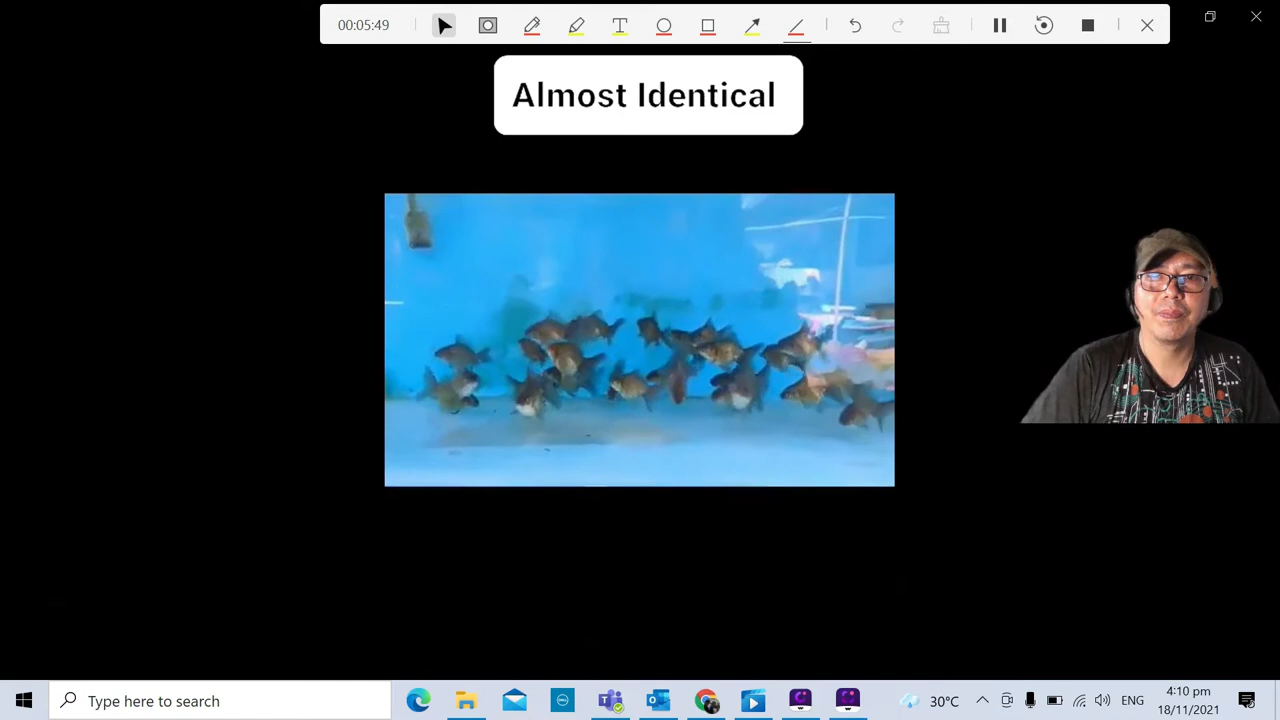 00:05:49
Almost Identical
Type here to search
30°C
ENG
4:10 pm
18/11/2021